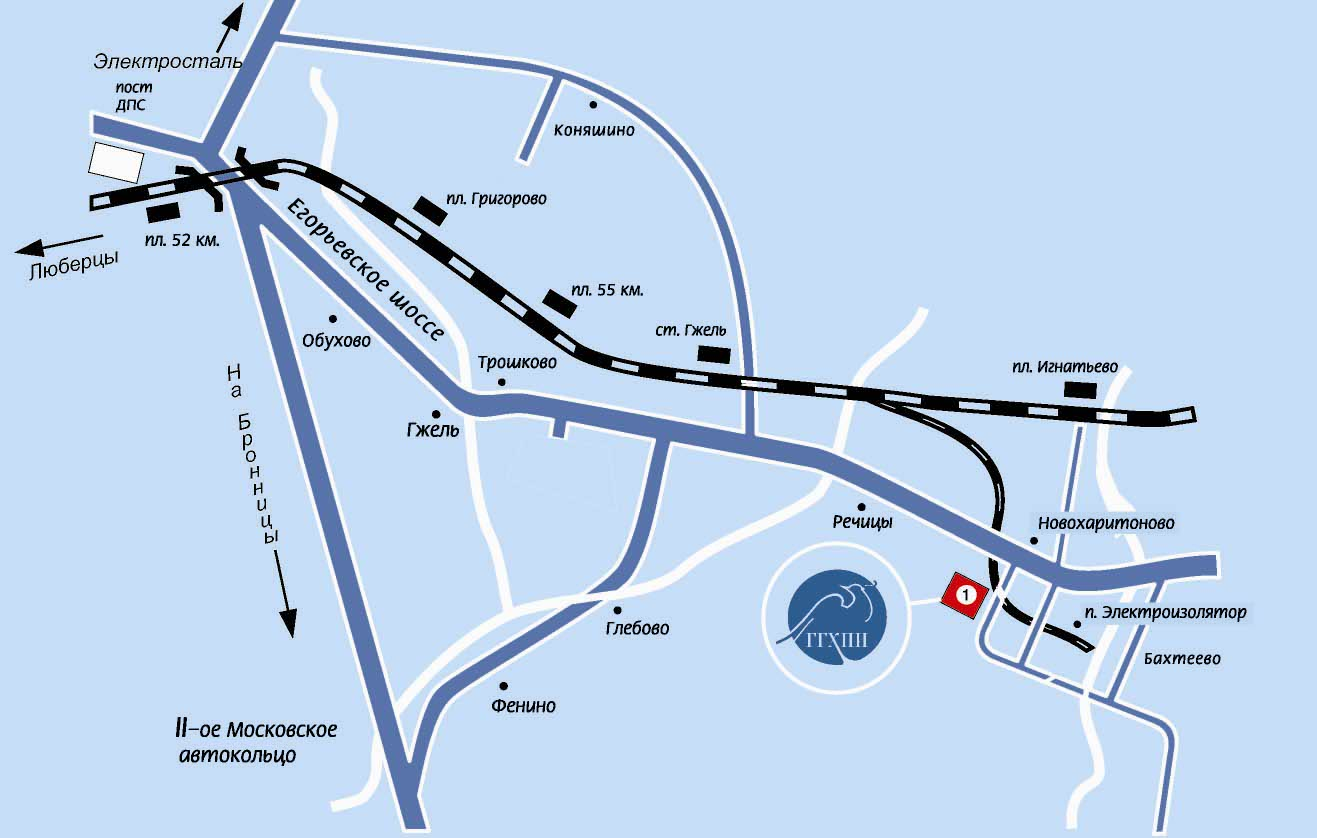 Электросталь
пост
ДПС
Коняшино
пл. Григорово
пл. 52 км.
Люберцы
Егорьевское шоссе
пл. 55 км.
Обухово
ст. Гжель
Трошково
пл. Игнатьево
На Бронницы
Гжель
Речицы
Новохаритоново
1
п. Электроизолятор
Глебово
ГГХПИ
Бахтеево
Фенино
II-ое Московское
автокольцо